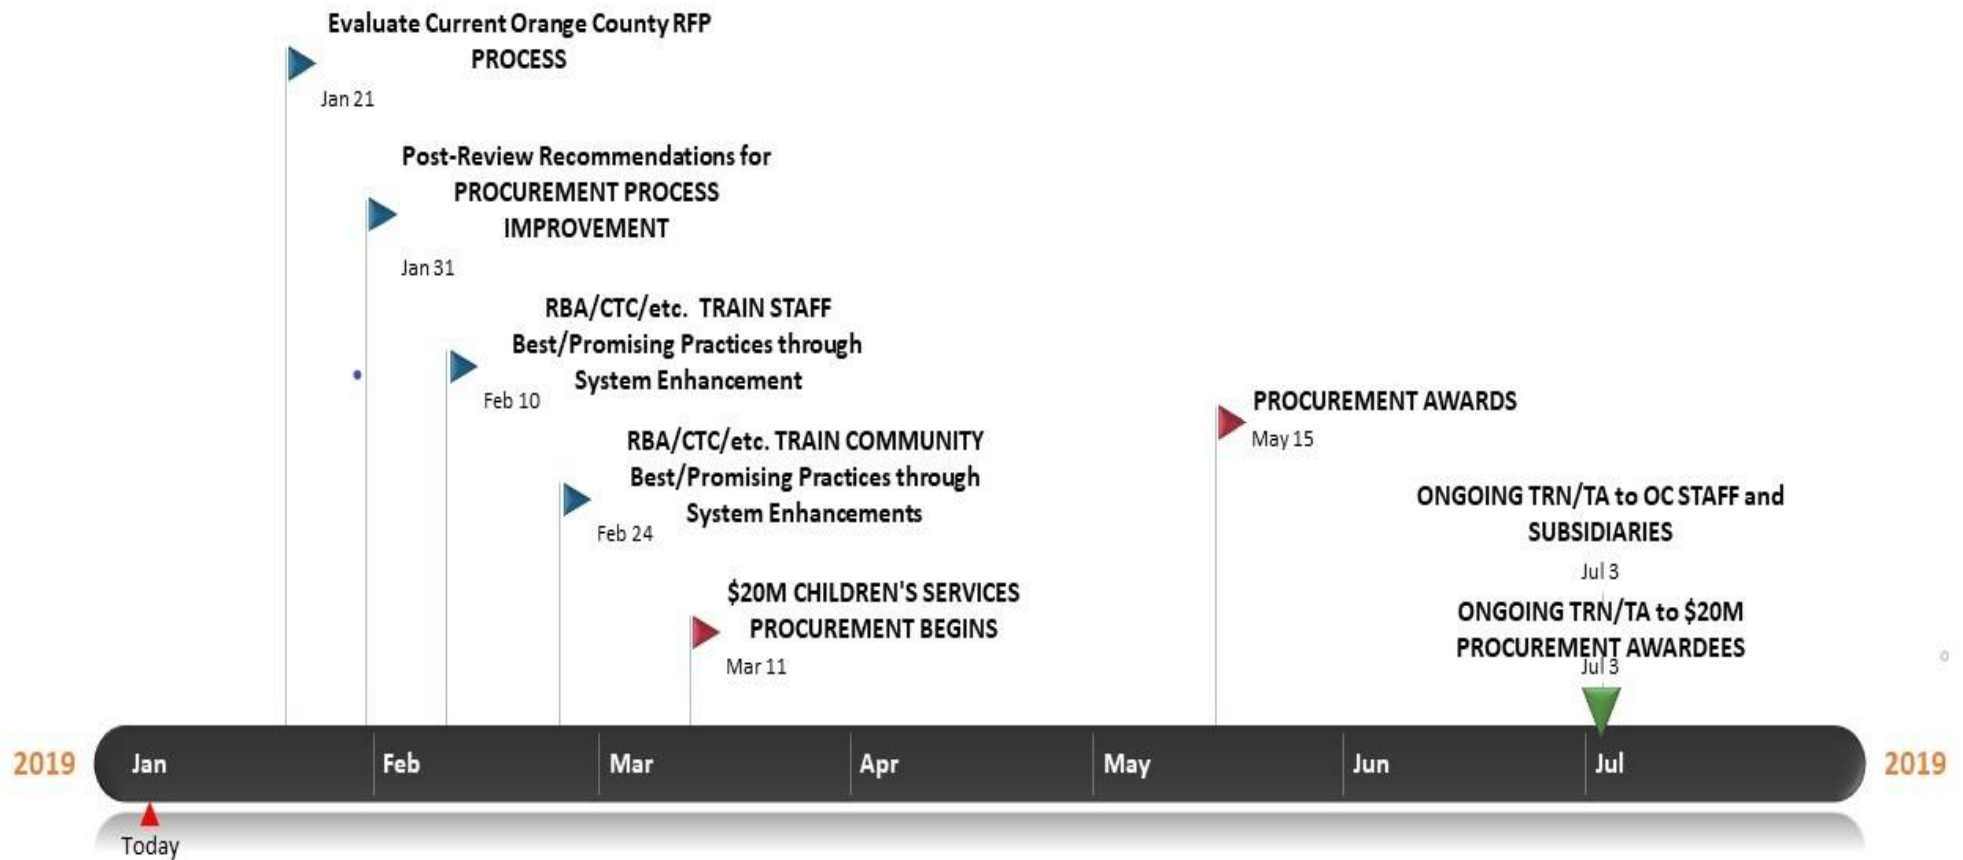 Evaluate Current Orange County RFP
PROCESS
Jan 21
Post-Review Recommendations for
PROCUREMENT PROCESS
IMPROVEMENT
Jan 31
RBA/CTC/etc.  TRAIN STAFF
Best/Promising Practices through
System Enhancement
Feb 10
RBA/CTC/etc. TRAIN COMMUNITY
Best/Promising Practices through
System Enhancements
Feb 24
$20M CHILDREN'S SERVICES
PROCUREMENT BEGINS
Mar 11
PROCUREMENT AWARDS
May 15
ONGOING TRN/TA to OC STAFF and
SUBSIDIARIES
Jul 3
ONGOING TRN/TA to $20M
PROCUREMENT AWARDEES
Jul 3
2019 Jan Feb Mar Apr May Jun Jul 2019
Today